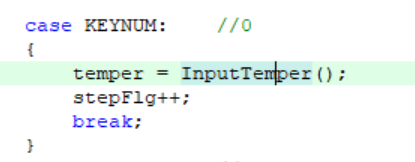 case KEYNUM: //0
{
temper = InputTemper();
stepFlg++;
break;
}